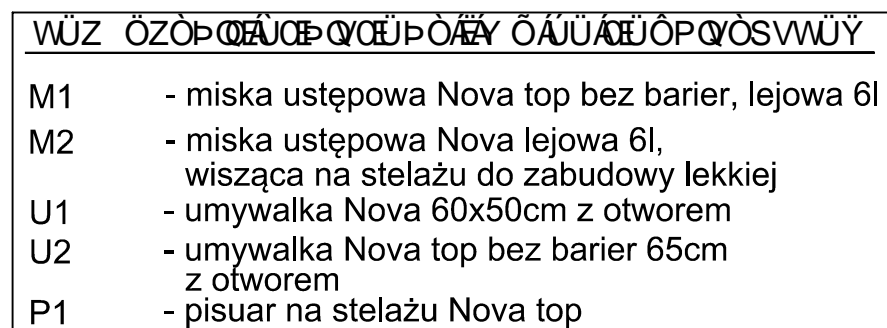 M1 - miska ustępowa Nova top bez barier, lejowa 6l
M2 - miska ustępowa Nova lejowa 6l,
wisząca na stelażu do zabudowy lekkiej
U1 - umywalka Nova 60x50cm z otworem
U2 - umywalka Nova top bez barier 65cm
z otworem
P1 - pisuar na stelażu Nova top